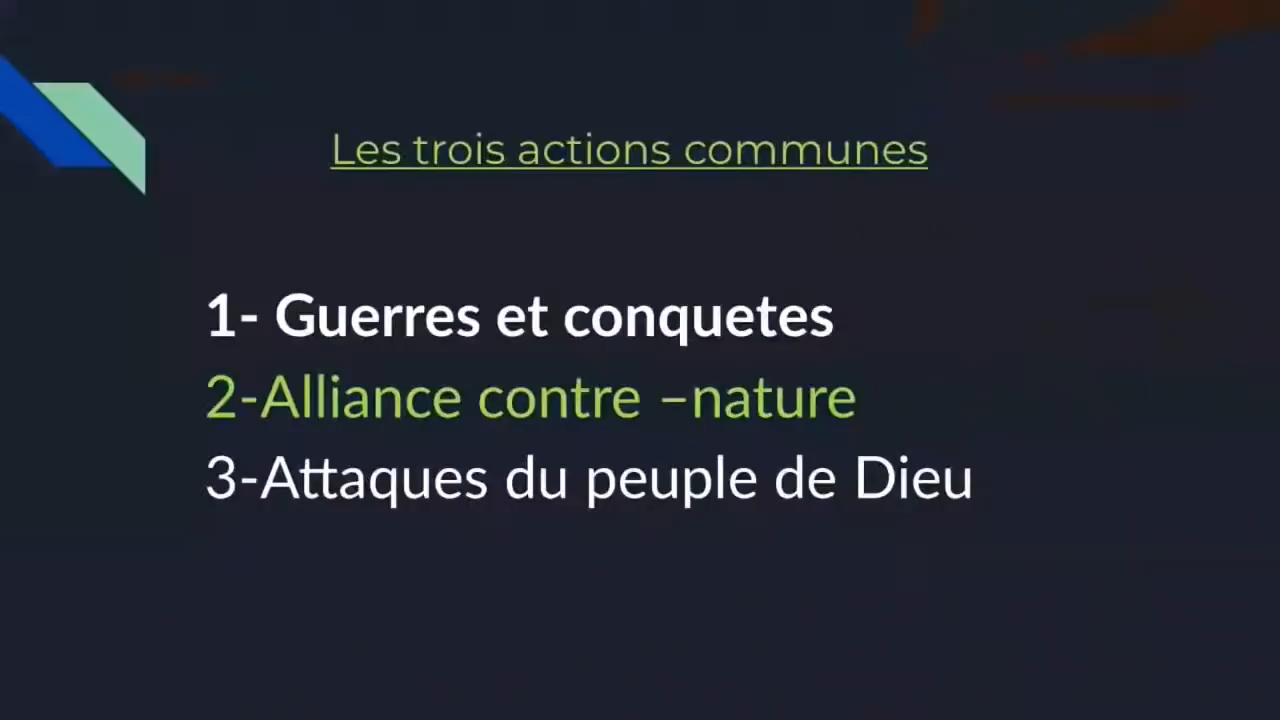 Les trois actions communes
1- Guerres et conquetes
2-Alliance contre –nature
3-Attaques du peuple de Dieu